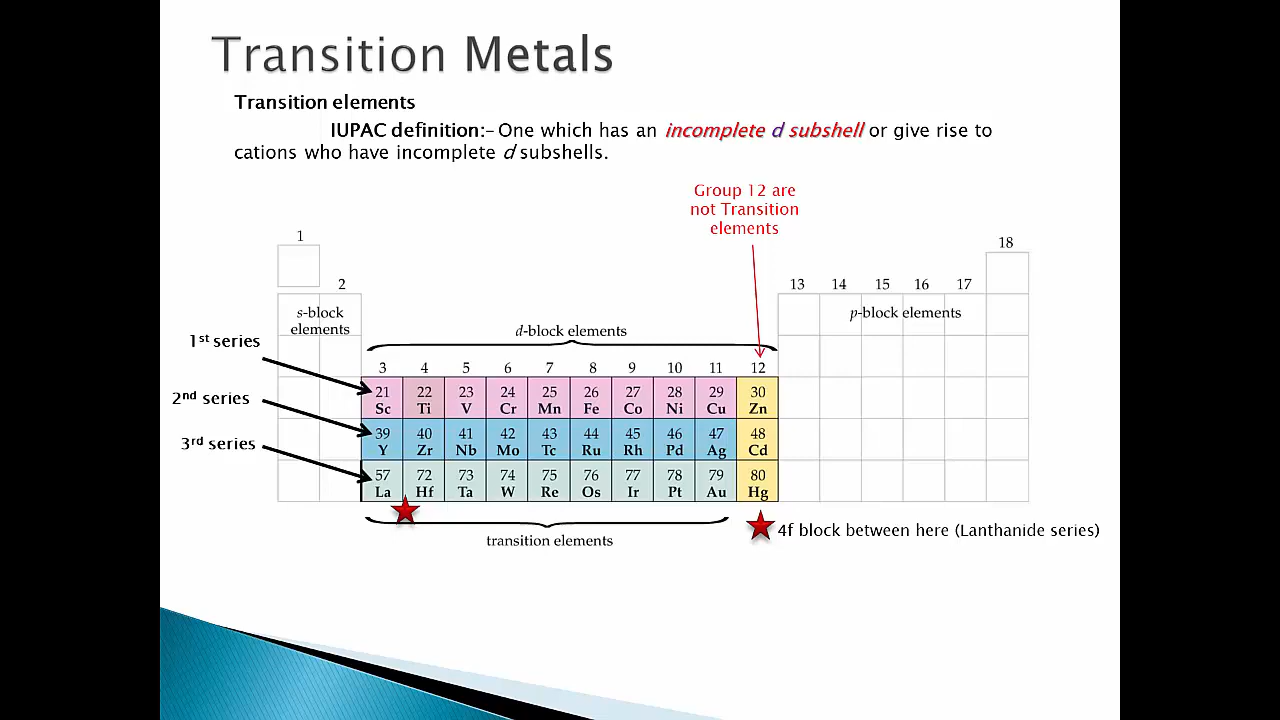 Transition Metals
Transition elements
IUPAC definition:- One which has an incomplete d subshell or give rise to
cations who have incomplete d subshells.
Group 12 are
not Transition
elements
1
18
2
13 14 15 16 17
s-block
elements
p-block elements
d-block elements
1st series
3 4 5 6 7 8 9 10 11 12
21 22 23 24 25 26 27 28 29 30
Sc Ti V Cr Mn Fe Co Ni Cu Zn
2nd series
39 40 41 42 43 44 45 46 47 48
Y Zr Nb Mo Tc Ru Rh Pd Ag Cd
3rd series
57 72 73 74 75 76 77 78 79 80
La Hf Ta W Re Os Ir Pt Au Hg
4f block between here (Lanthanide series)
transition elements